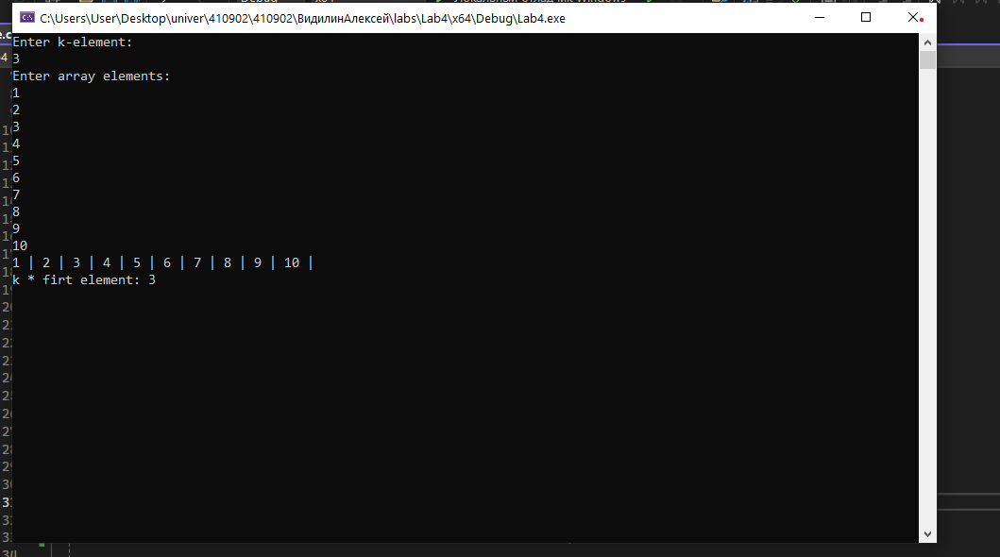 C:\Users\User\Desktop\univer\410902\410902\ВидилинАлексей\labs\Lab4\x64\Debug\Lab4.exe
Enter k-element:
3
Enter array elements:
1
2
3
4
5
6
7
8
9
10
1 | 2 | 3 | 4 | 5 | 6 | 7 | 8 | 9 | 10 |
k * firt element: 3